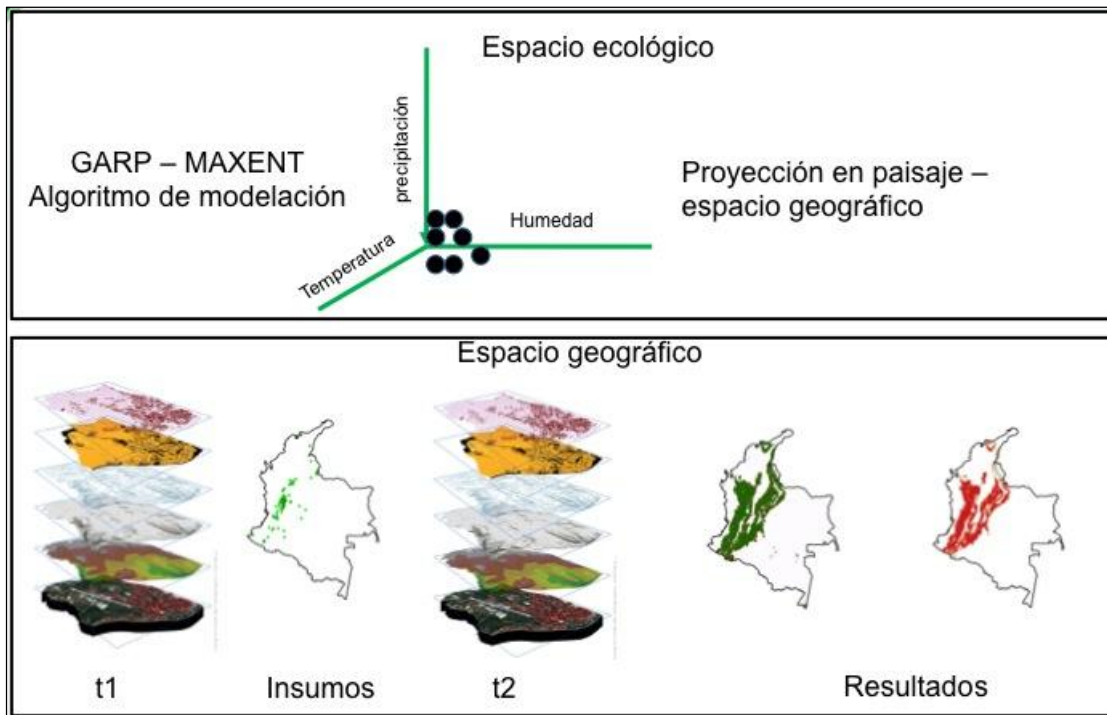 Espacio ecológico
GARP – MAXENT
Algoritmo de modelación
precipitación
Humedad
Temperatura
Proyección en paisaje –
espacio geográfico
Espacio geográfico
t1
Insumos
t2
Resultados